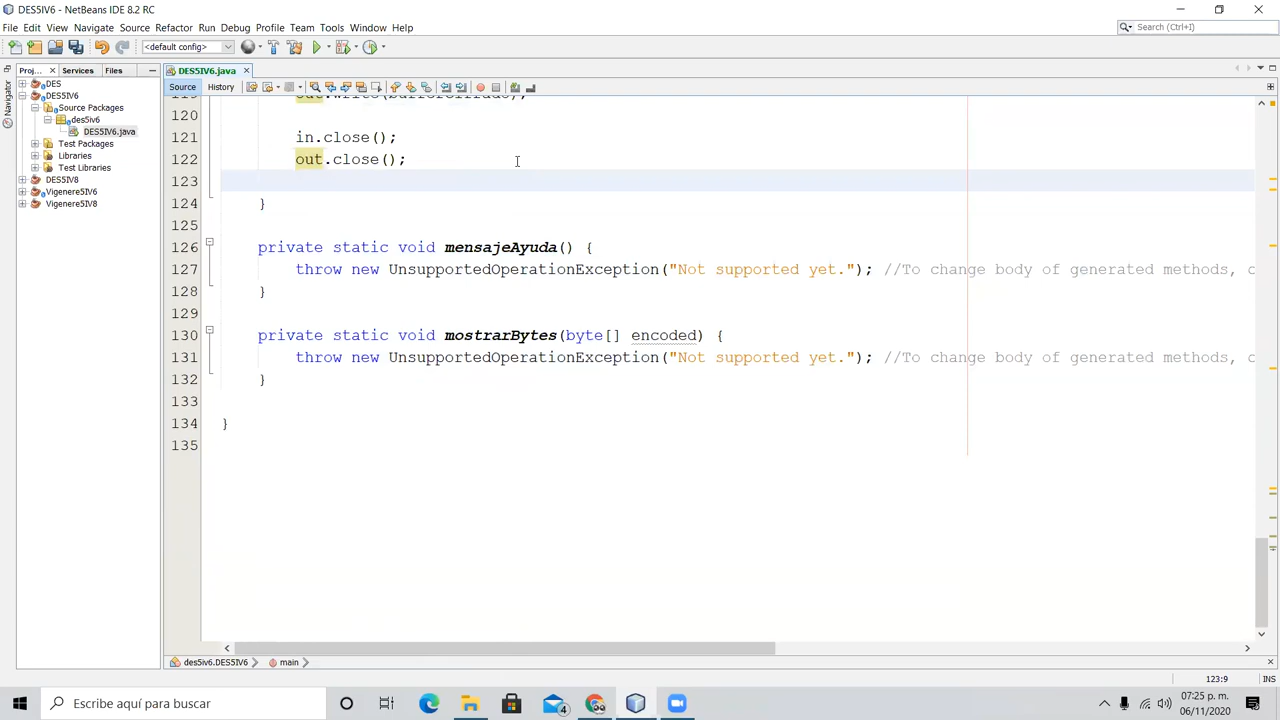 DES5IV6 - NetBeans IDE 8.2 RC
File Edit View Navigate Source Refactor Run Debug Profile Team Tools Window Help
Search (Ctrl+I)
<default config>
Proj... Services Files
DES5IV6.java
Navigator
Source History
DES
DES5IV6
Source Packages
des5iv6
DES5IV6.java
Test Packages
Libraries
Test Libraries
DES5IV8
Vigenere5IV6
Vigenere5IV8
120
121 in.close();
122 out.close();
123
124 }
125
126 private static void mensajeAyuda() {
127 throw new UnsupportedOperationException("Not supported yet."); //To change body of generated methods, c
128 }
129
130 private static void mostrarBytes(byte[] encoded) {
131 throw new UnsupportedOperationException("Not supported yet."); //To change body of generated methods, c
132 }
133
134 }
135
des5iv6.DES5IV6 main
123:9 INS
Escribe aquí para buscar
4
07:25 p. m.
06/11/2020